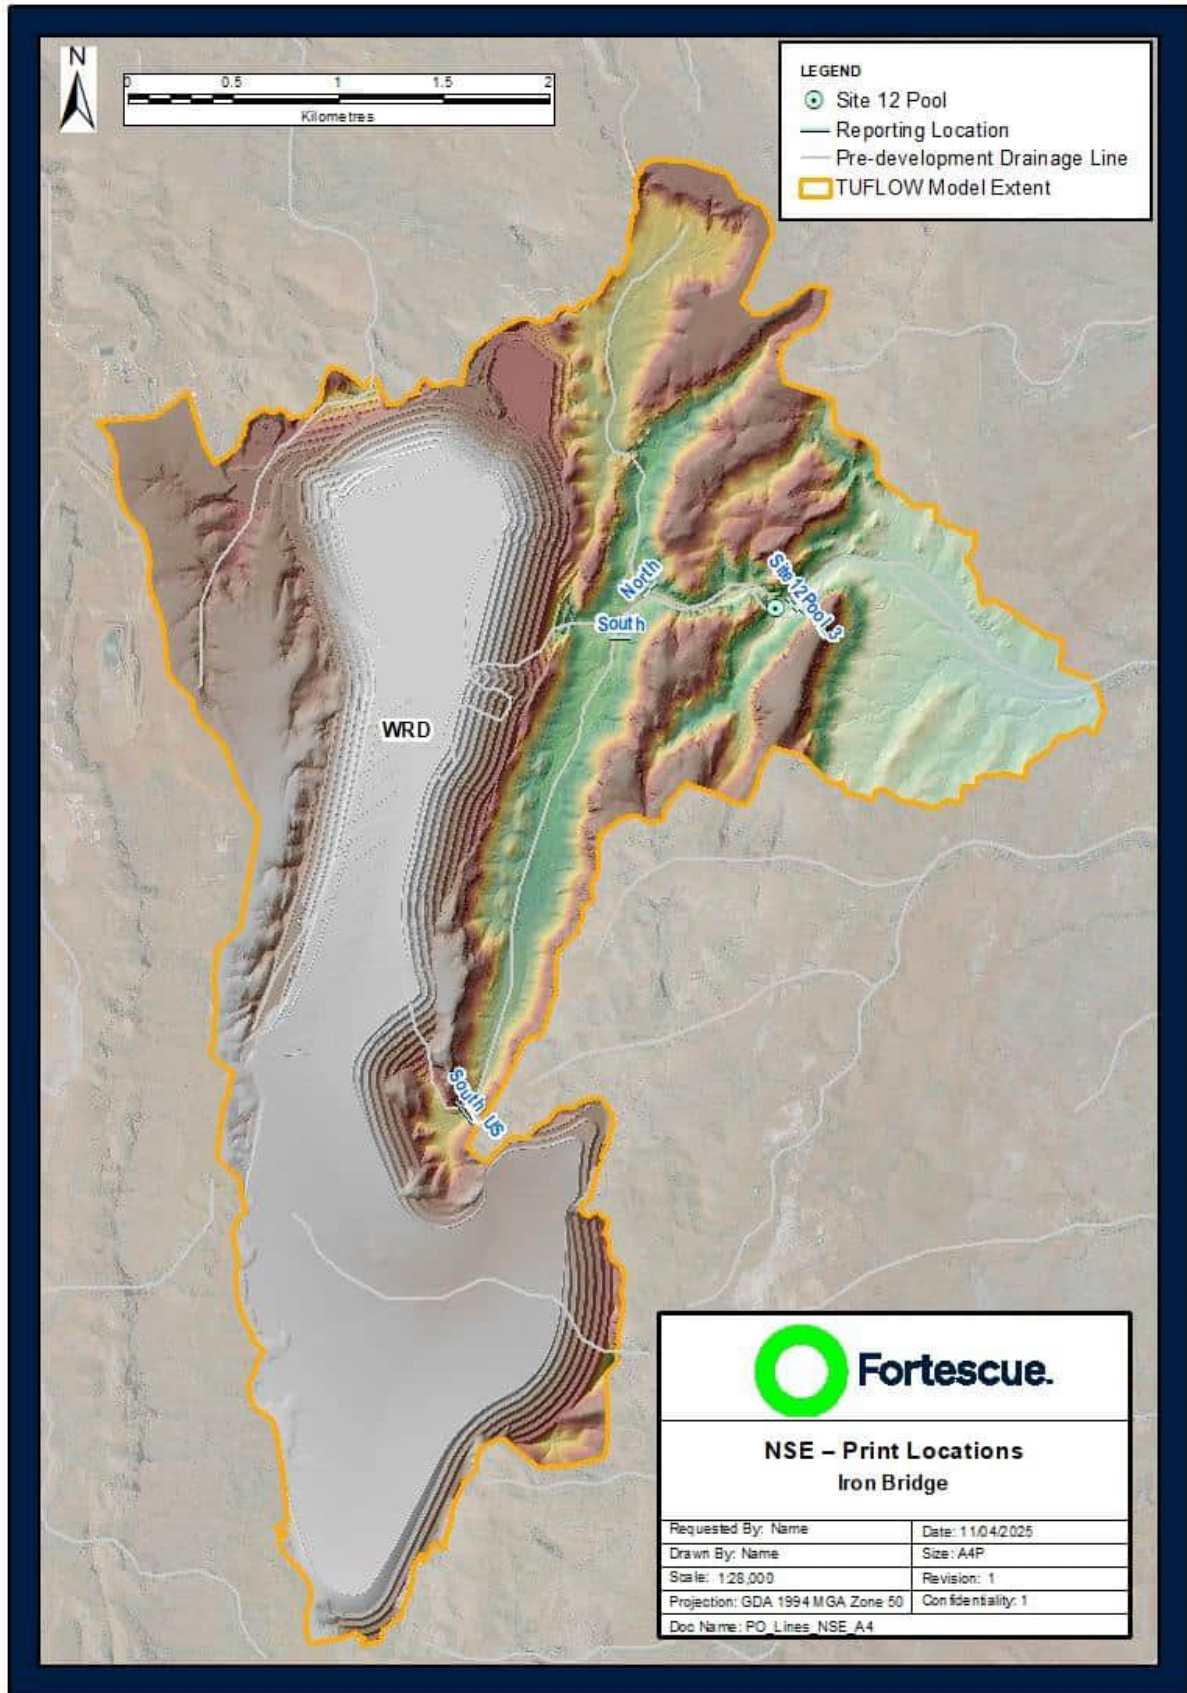 N
0 0.5 1 1.5 2
Kilometres
LEGEND
Site 12 Pool
Reporting Location
Pre-development Drainage Line
TUFLOW Model Extent
North
Site12Pool_3
South
WRD
South_US
Fortescue.
NSE – Print Locations
Iron Bridge
Requested By: Name
Date: 11/04/2025
Drawn By: Name
Size: A4P
Scale: 1:28,000
Revision: 1
Projection: GDA 1994 MGA Zone 50
Confidentiality: 1
Doc Name: PO_Lines_NSE_A4